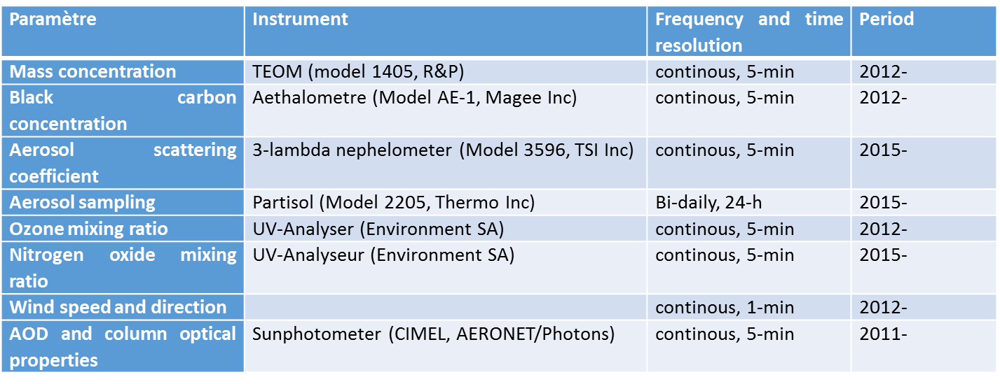 Paramètre Instrument Frequency and time Period
resolution
Mass concentration TEOM (model 1405, R&P) continous, 5-min 2012-
Black carbon Aethalometre (Model AE-1, Magee Inc) continous, 5-min 2012-
concentration
Aerosol scattering 3-lambda nephelometer (Model 3596, TSI Inc) continous, 5-min 2015-
coefficient
Aerosol sampling Partisol (Model 2205, Thermo Inc) Bi-daily, 24-h 2015-
Ozone mixing ratio UV-Analyser (Environment SA) continous, 5-min 2012-
Nitrogen oxide mixing UV-Analyseur (Environment SA) continous, 5-min 2015-
ratio
Wind speed and direction continous, 1-min 2012-
AOD and column optical Sunphotometer (CIMEL, AERONET/Photons) continous, 5-min 2011-
properties